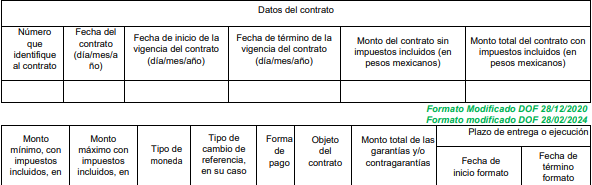 Datos del contrato
Número que identifique al contrato
Fecha del contrato (día/mes/a ño)
Fecha de inicio de la vigencia del contrato (día/mes/año)
Fecha de término de la vigencia del contrato (día/mes/año)
Monto del contrato sin impuestos incluidos (en pesos mexicanos)
Monto total del contrato con impuestos incluidos (en pesos mexicanos)
Formato Modificado DOF 28/12/2020
Formato modificado DOF 28/02/2024
Monto mínimo, con impuestos incluidos, en
Monto máximo con impuestos incluidos, en
Tipo de moneda
Tipo de cambio de referencia, en su caso
Forma de pago
Objeto del contrato
Monto total de las garantías y/o contragarantías
Plazo de entrega o ejecución
Fecha de inicio formato
Fecha de término formato